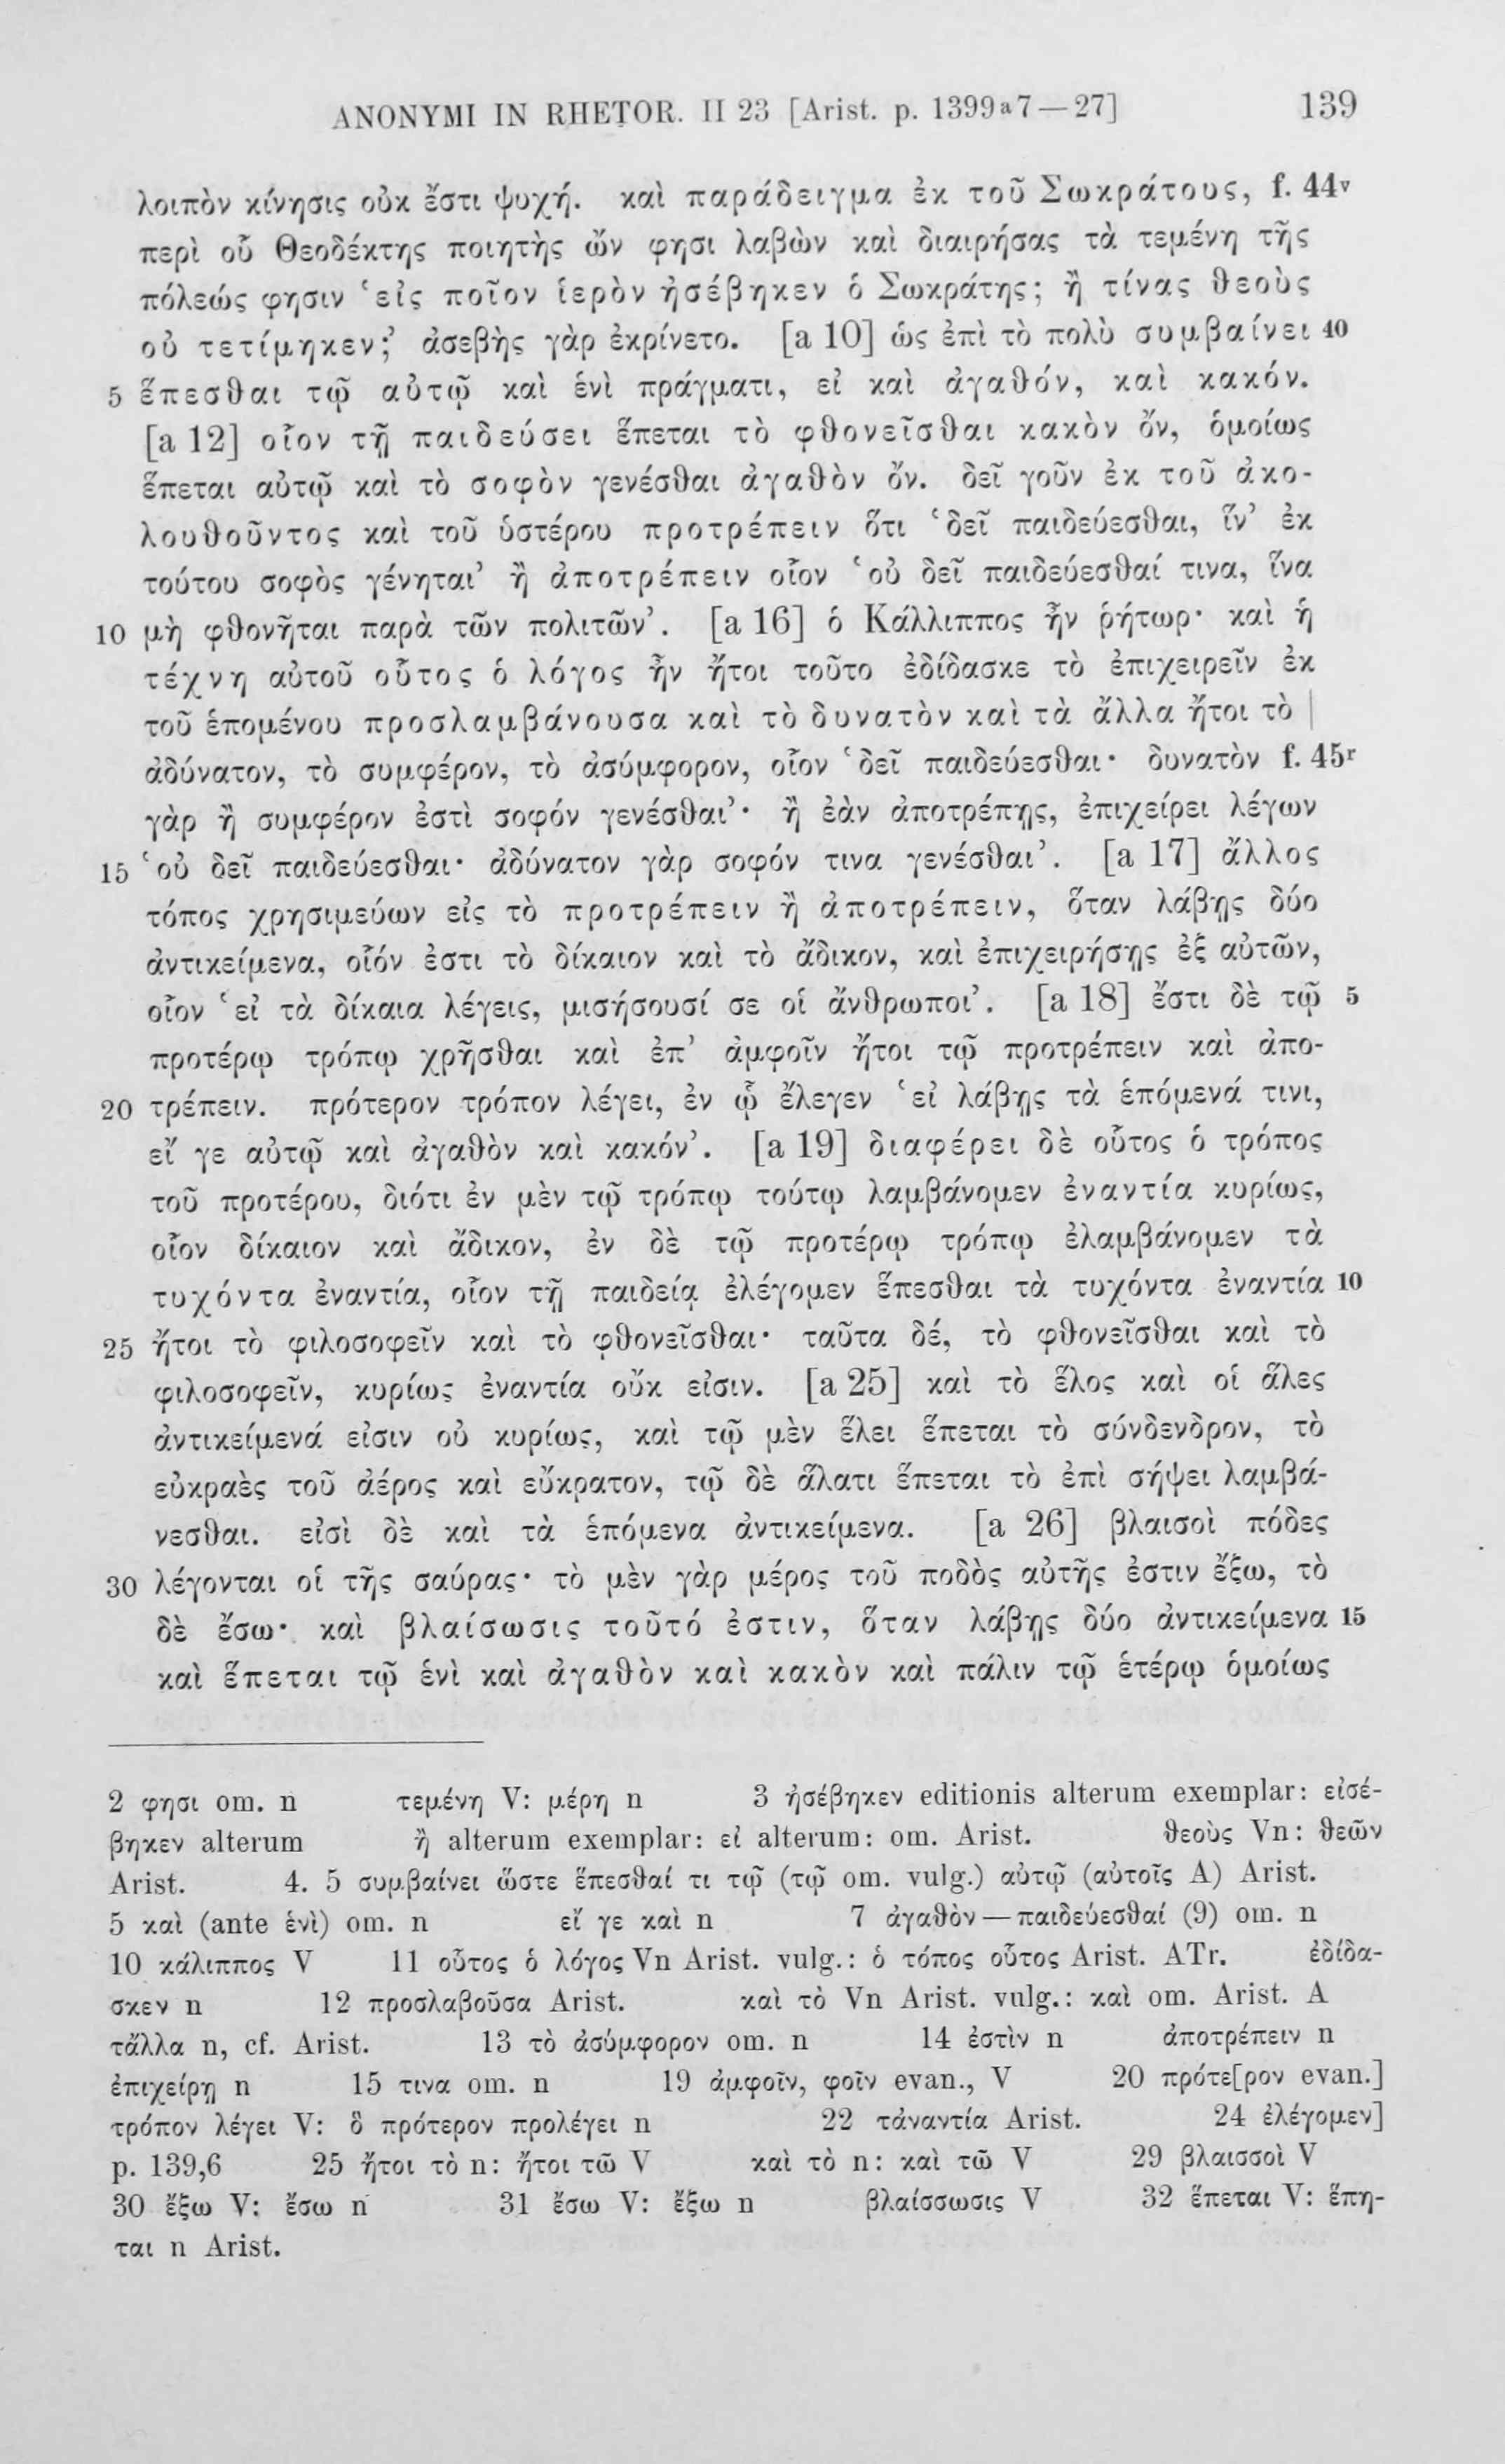 ANONYMI IN RHETOR. II 23 [Arist. p. 1399a7—27] 139
λοιπὸν κίνησις οὐκ ἔστι ψυχή. καὶ παράδειγμα ἐκ τοῦ Σωκράτους, f. 44v
περὶ οὗ Θεοδέκτης ποιητὴς ὤν φησι λαβὼν καὶ διαιρήσας τὰ τεμένη τῆς
πόλεώς φησιν ‘εἰς ποῖον ἱερὸν ἠσέβηκεν ὁ Σωκράτης; ἢ τίνας θεοὺς
οὐ τετίμηκεν;’ ἀσεβὴς γὰρ ἐκρίνετο. [a 10] ὡς ἐπὶ τὸ πολὺ συμβαίνει 40
5 ἕπεσθαι τῷ αὐτῷ καὶ ἑνὶ πράγματι, εἰ καὶ ἀγαθόν, καὶ κακόν.
[a 12] οἷον τῇ παιδεύσει ἕπεται τὸ φθονεῖσθαι κακὸν ὄν, ὁμοίως
ἕπεται αὐτῷ καὶ τὸ σοφὸν γενέσθαι ἀγαθὸν ὄν. δεῖ γοῦν ἐκ τοῦ ἀκο-
λουθοῦντος καὶ τοῦ ὑστέρου προτρέπειν ὅτι ‘δεῖ παιδεύεσθαι, ἵν’ ἐκ
τούτου σοφὸς γένηται’ ἢ ἀποτρέπειν οἷον ‘οὐ δεῖ παιδεύεσθαί τινα, ἵνα
10 μὴ φθονῆται παρὰ τῶν πολιτῶν’. [a 16] ὁ Κάλλιππος ἦν ῥήτωρ· καὶ ἡ
τέχνη αὐτοῦ οὗτος ὁ λόγος ἦν ἤτοι τοῦτο ἐδίδασκε τὸ ἐπιχειρεῖν ἐκ
τοῦ ἑπομένου προσλαμβάνουσα καὶ τὸ δυνατὸν καὶ τὰ ἄλλα ἤτοι τὸ |
ἀδύνατον, τὸ συμφέρον, τὸ ἀσύμφορον, οἷον ‘δεῖ παιδεύεσθαι· δυνατὸν f. 45r
γὰρ ἢ συμφέρον ἐστὶ σοφόν γενέσθαι’· ἢ ἐὰν ἀποτρέπῃς, ἐπιχείρει λέγων
15 ‘οὐ δεῖ παιδεύεσθαι· ἀδύνατον γὰρ σοφόν τινα γενέσθαι’. [a 17] ἄλλος
τόπος χρησιμεύων εἰς τὸ προτρέπειν ἢ ἀποτρέπειν, ὅταν λάβῃς δύο
ἀντικείμενα, οἷόν ἐστι τὸ δίκαιον καὶ τὸ ἄδικον, καὶ ἐπιχειρήσῃς ἐξ αὐτῶν,
οἷον ‘εἰ τὰ δίκαια λέγεις, μισήσουσί σε οἱ ἄνθρωποι’. [a 18] ἔστι δὲ τῷ 5
προτέρῳ τρόπῳ χρῆσθαι καὶ ἐπ’ ἀμφοῖν ἤτοι τῷ προτρέπειν καὶ ἀπο-
20 τρέπειν. πρότερον τρόπον λέγει, ἐν ᾧ ἔλεγεν ‘εἰ λάβῃς τὰ ἑπόμενά τινι,
εἴ γε αὐτῷ καὶ ἀγαθὸν καὶ κακόν’. [a 19] διαφέρει δὲ οὗτος ὁ τρόπος
τοῦ προτέρου, διότι ἐν μὲν τῷ τρόπῳ τούτῳ λαμβάνομεν ἐναντία κυρίως,
οἷον δίκαιον καὶ ἄδικον, ἐν δὲ τῷ προτέρῳ τρόπῳ ἐλαμβάνομεν τὰ
τυχόντα ἐναντία, οἷον τῇ παιδείᾳ ἐλέγομεν ἕπεσθαι τὰ τυχόντα ἐναντία 10
25 ἤτοι τὸ φιλοσοφεῖν καὶ τὸ φθονεῖσθαι· ταῦτα δέ, τὸ φθονεῖσθαι καὶ τὸ
φιλοσοφεῖν, κυρίως ἐναντία οὔκ εἰσιν. [a 25] καὶ τὸ ἕλος καὶ οἱ ἅλες
ἀντικείμενά εἰσιν οὐ κυρίως, καὶ τῷ μὲν ἕλει ἕπεται τὸ σύνδενδρον, τὸ
εὐκραὲς τοῦ ἀέρος καὶ εὔκρατον, τῷ δὲ ἅλατι ἕπεται τὸ ἐπὶ σήψει λαμβά-
νεσθαι. εἰσὶ δὲ καὶ τὰ ἑπόμενα ἀντικείμενα. [a 26] βλαισοὶ πόδες
30 λέγονται οἱ τῆς σαύρας· τὸ μὲν γὰρ μέρος τοῦ ποδὸς αὐτῆς ἐστιν ἔξω, τὸ
δὲ ἔσω· καὶ βλαίσωσις τοῦτό ἐστιν, ὅταν λάβῃς δύο ἀντικείμενα 15
καὶ ἕπεται τῷ ἑνὶ καὶ ἀγαθὸν καὶ κακὸν καὶ πάλιν τῷ ἑτέρῳ ὁμοίως
2 φησι om. n τεμένη V: μέρη n 3 ἠσέβηκεν editionis alterum exemplar: εἰσέ-
βηκεν alterum ἢ alterum exemplar: εἰ alterum: om. Arist. θεοὺς Vn: θεῶν
Arist. 4. 5 συμβαίνει ὥστε ἕπεσθαί τι τῷ (τῷ om. vulg.) αὐτῷ (αὐτοῖς A) Arist.
5 καὶ (ante ἑνὶ) om. n εἴ γε καὶ n 7 ἀγαθὸν—παιδεύεσθαί (9) om. n
10 κάλιππος V 11 οὗτος ὁ λόγος Vn Arist. vulg.: ὁ τόπος οὗτος Arist. ATr. ἐδίδα-
σκεν n 12 προσλαβοῦσα Arist. καὶ τὸ Vn Arist. vulg.: καὶ om. Arist. A
τἄλλα n, cf. Arist. 13 τὸ ἀσύμφορον om. n 14 ἐστὶν n ἀποτρέπειν n
ἐπιχείρῃ n 15 τινα om. n 19 ἀμφοῖν, φοῖν evan., V 20 πρότε[ρον evan.]
τρόπον λέγει V: ὃ πρότερον προλέγει n 22 τἀναντία Arist. 24 ἐλέγομεν]
p. 139,6 25 ἤτοι τὸ n: ἤτοι τῶ V καὶ τὸ n: καὶ τῶ V 29 βλαισσοὶ V
30 ἔξω V: ἔσω n 31 ἔσω V: ἔξω n βλαίσσωσις V 32 ἕπεται V: ἕπη-
ται n Arist.